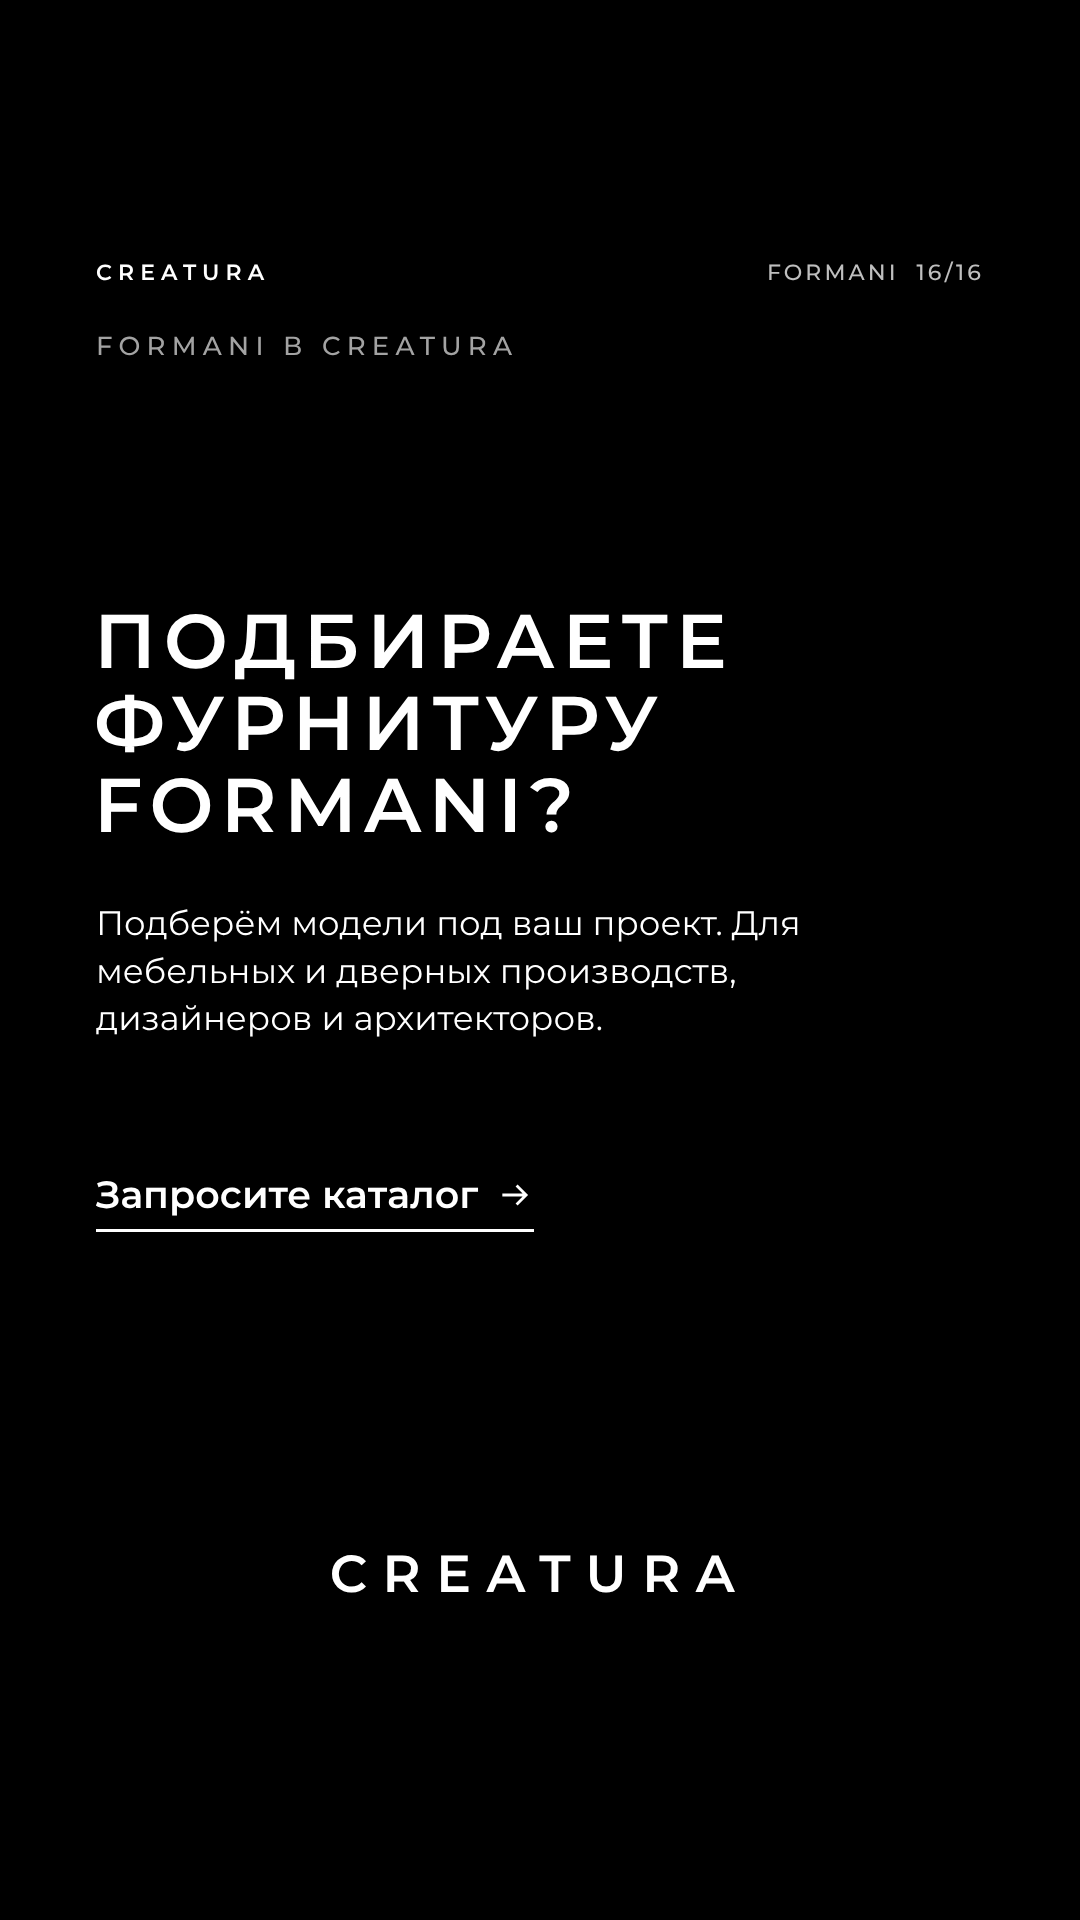 CREATURA
FORMANI 16/16
FORMANI В CREATURA
ПОДБИРАЕТЕ
ФУРНИТУРУ
FORMANI?
Подберём модели под ваш проект. Для
мебельных и дверных производств,
дизайнеров и архитекторов.
Запросите каталог →
CREATURA